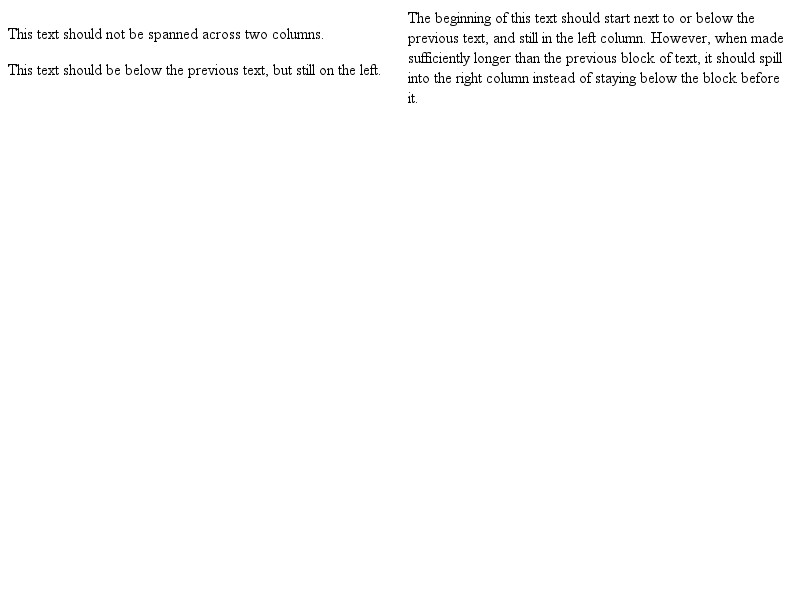 This text should not be spanned across two columns.
This text should be below the previous text, but still on the left.
The beginning of this text should start next to or below the
previous text, and still in the left column. However, when made
sufficiently longer than the previous block of text, it should spill
into the right column instead of staying below the block before
it.